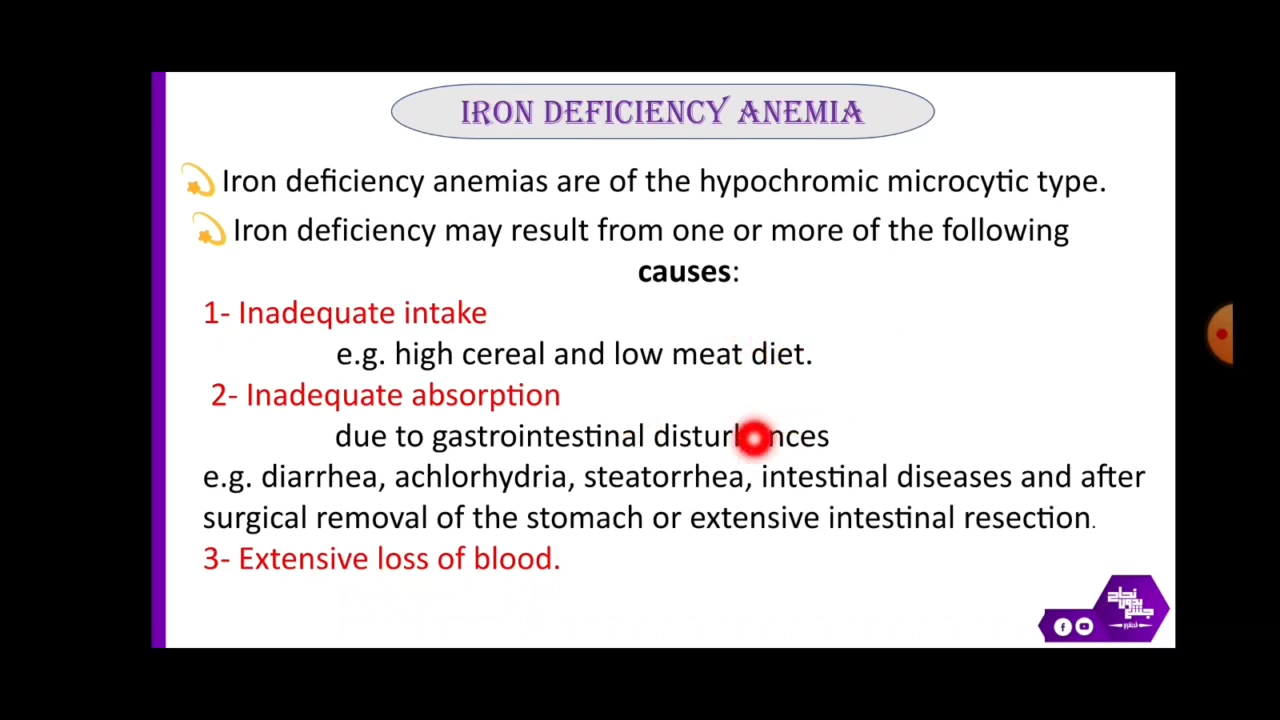 IRON DEFICIENCY ANEMIA
Iron deficiency anemias are of the hypochromic microcytic type.
Iron deficiency may result from one or more of the following
causes:
1- Inadequate intake
e.g. high cereal and low meat diet.
2- Inadequate absorption
due to gastrointestinal
e.g. diarrhea, achlorhydria, steatorrhea, intestinal diseases and after
surgical removal of the stomach or extensive intestinal resection.
3- Extensive loss of blood.